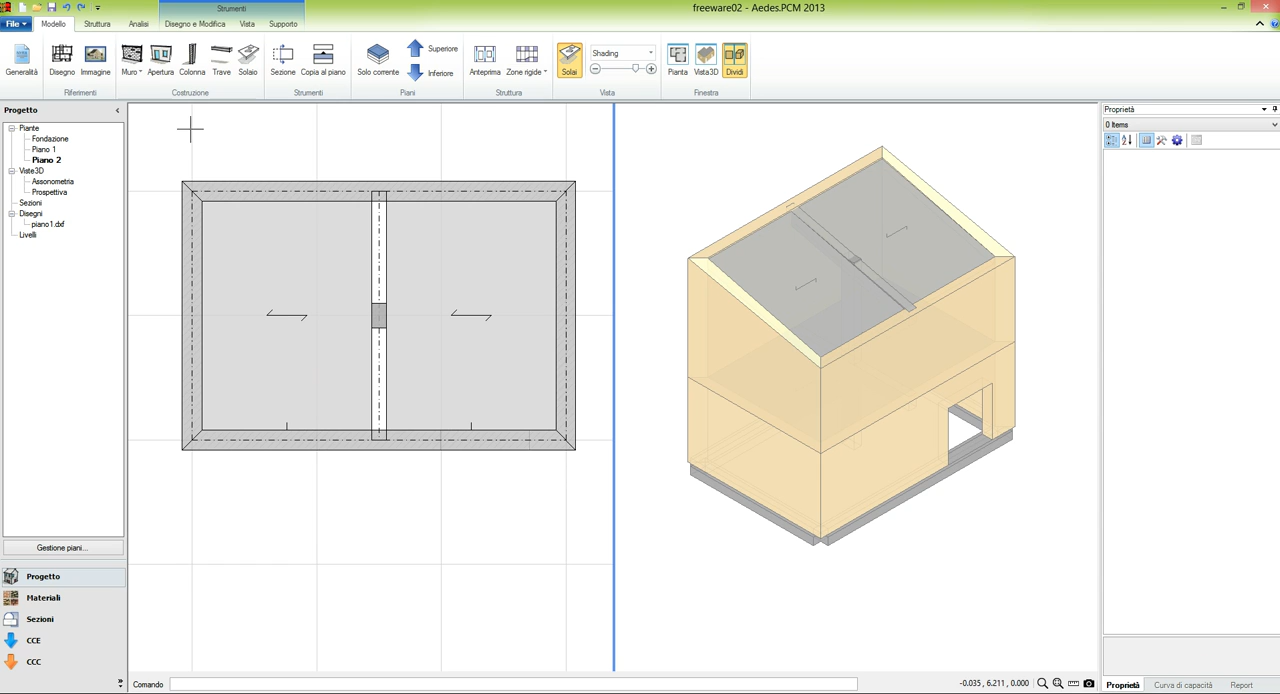 freeware02 - Aedes.PCM 2013
Strumenti
File Modello Struttura Analisi Disegno e Modifica Vista Supporto
Generalità Disegno Immagine Muro Apertura Colonna Trave Solaio Sezione Copia al piano Solo corrente Superiore Inferiore Anteprima Zone rigide Solai Shading Pianta Vista3D Dividi
Riferimenti Costruzione Strumenti Piani Struttura Vista Finestra
Progetto
Piante
Fondazione
Piano 1
Piano 2
Viste3D
Assonometria
Prospettiva
Sezioni
Disegni
piano1.dxf
Livelli
Gestione piani...
Progetto
Materiali
Sezioni
CCE
CCC
Proprietà
0 Items
Comando
-0.035 , 6.211 , 0.000
Proprietà Curva di capacità Report